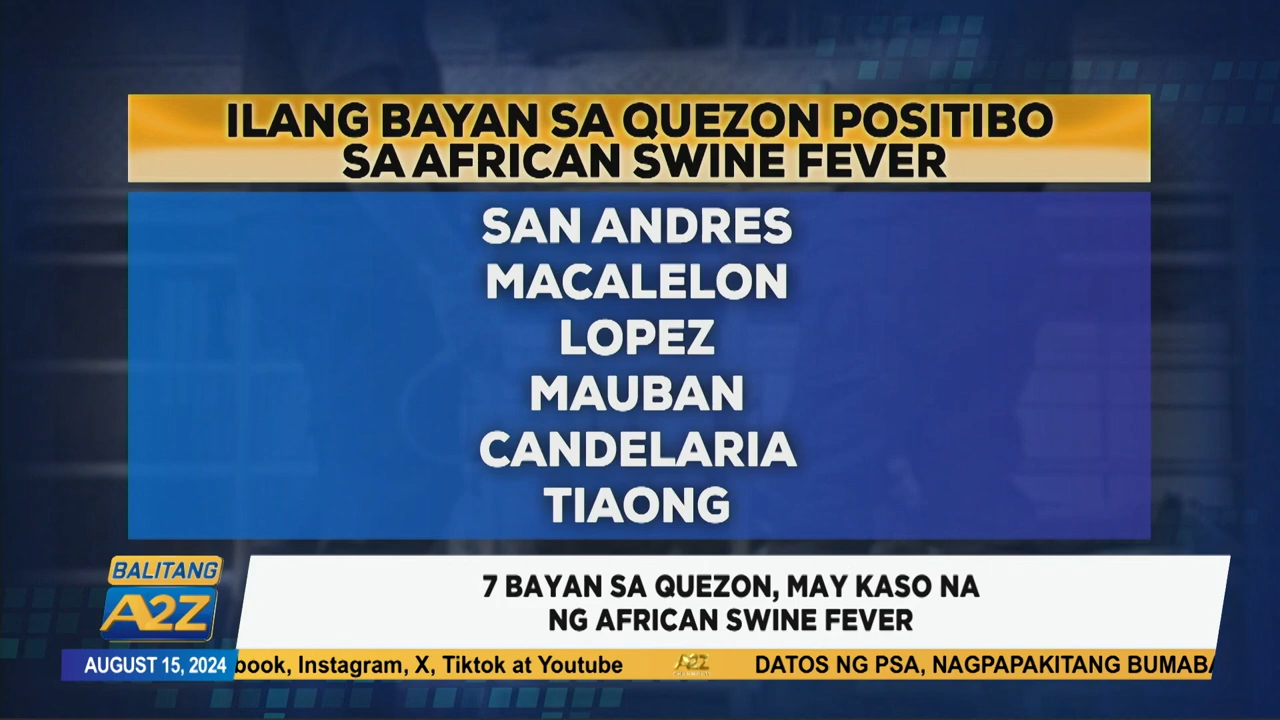 ILANG BAYAN SA QUEZON POSITIBO
SA AFRICAN SWINE FEVER
SAN ANDRES
MACALELON
LOPEZ
MAUBAN
CANDELARIA
TIAONG
BALITANG
A2Z
7 BAYAN SA QUEZON, MAY KASO NA
NG AFRICAN SWINE FEVER
AUGUST 15, 2024
book, Instagram, X, Tiktok at Youtube
A2Z
DATOS NG PSA, NAGPAPAKITANG BUMABA